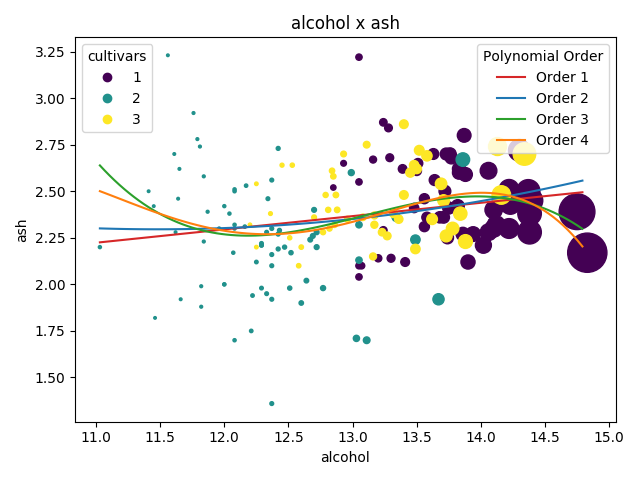 alcohol x ash
cultivars
1
2
3
Polynomial Order
Order 1
Order 2
Order 3
Order 4
3.25
3.00
2.75
2.50
2.25
2.00
1.75
1.50
ash
11.0 11.5 12.0 12.5 13.0 13.5 14.0 14.5 15.0
alcohol